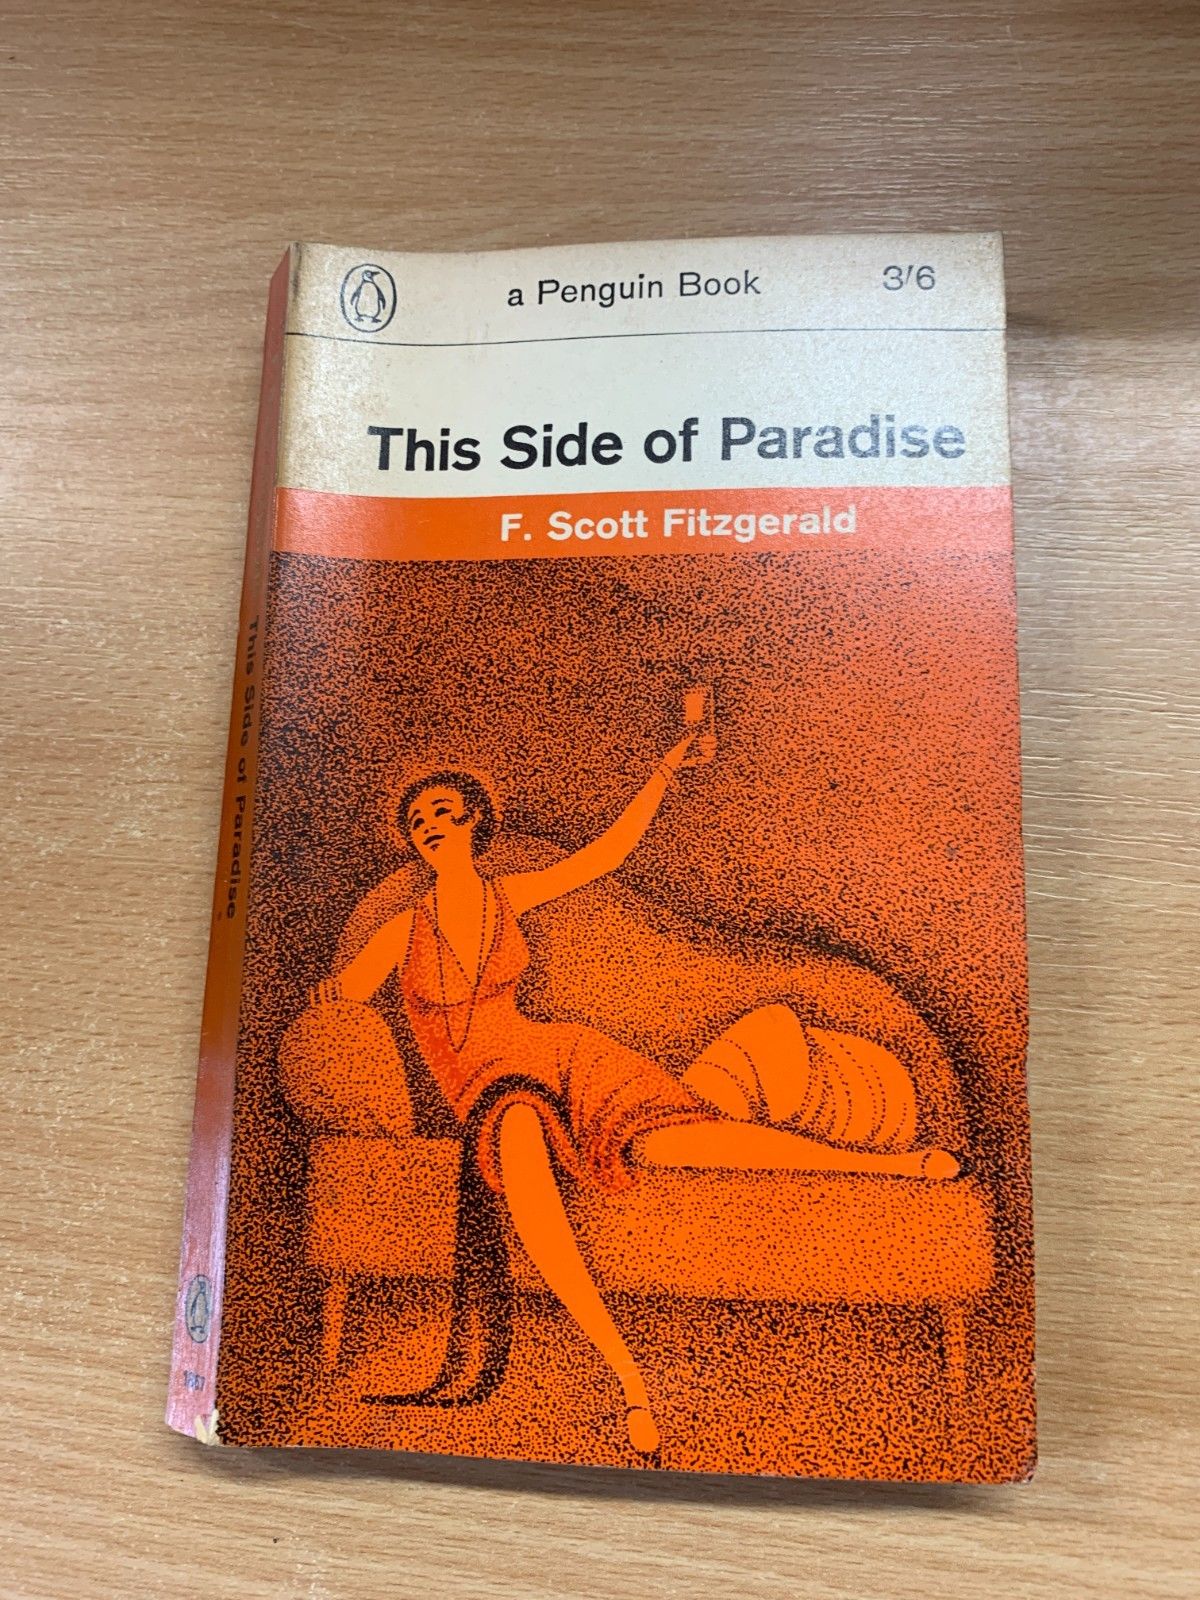 a Penguin Book 3/6
This Side of Paradise
F. Scott Fitzgerald
This Side of Paradise